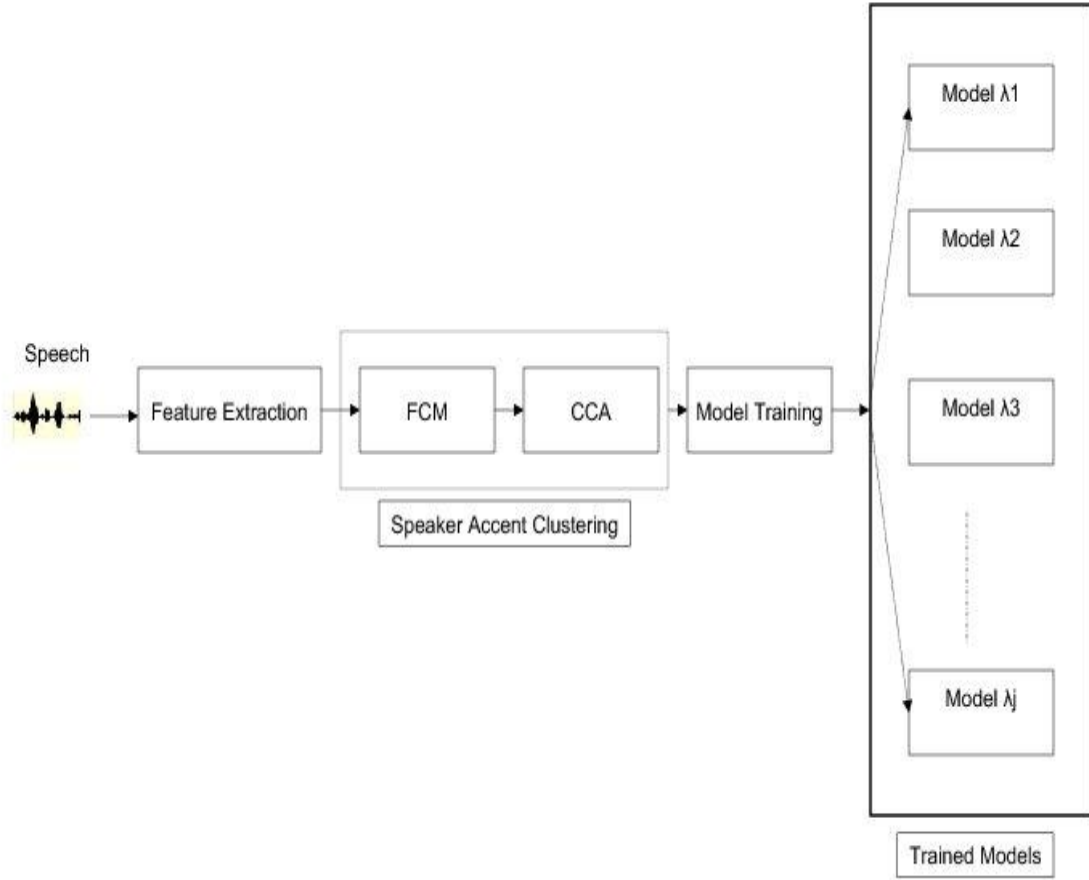 Speech
Feature Extraction
FCM
CCA
Speaker Accent Clustering
Model Training
Model λ1
Model λ2
Model λ3
Model λj
Trained Models